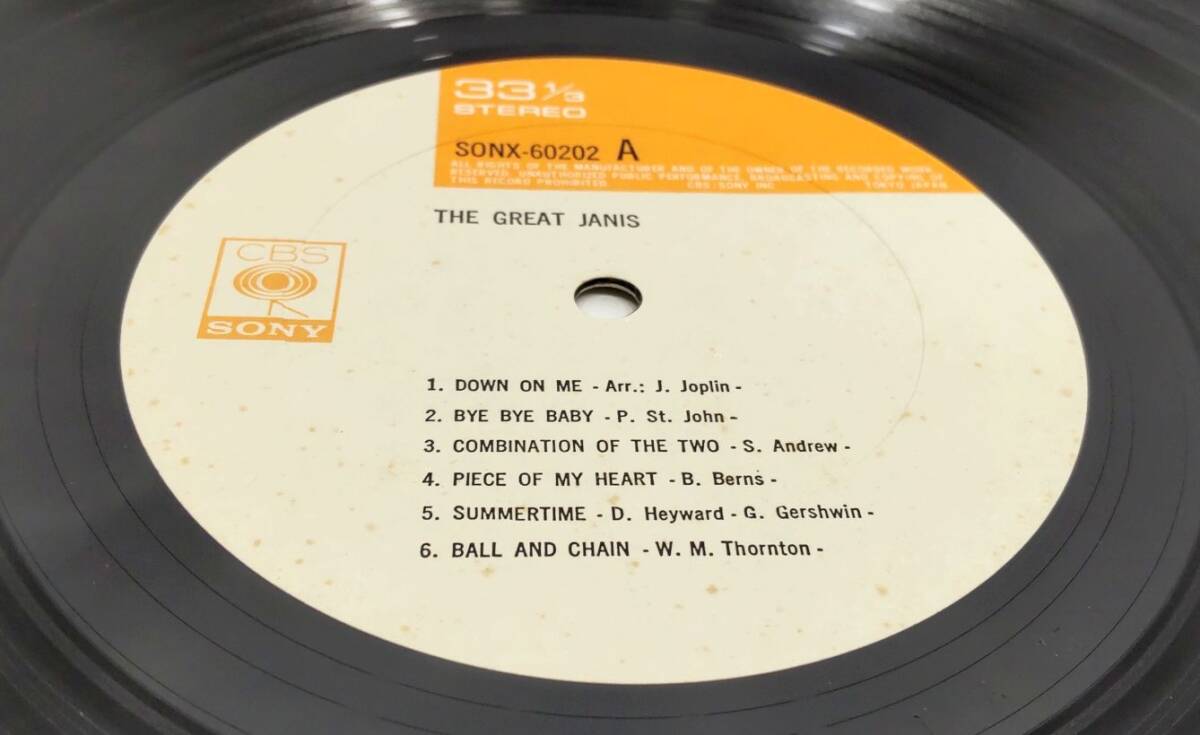 33 1/3
STEREO
SONX-60202 A
ALL RIGHTS OF THE MANUFACTURER AND OF THE OWNER OF THE RECORDED WORK
RESERVED. UNAUTHORIZED PUBLIC PERFORMANCE, BROADCASTING AND COPYING OF
THIS RECORD PROHIBITED. CBS/SONY INC. TOKYO JAPAN
THE GREAT JANIS
CBS
SONY
1. DOWN ON ME - Arr.: J. Joplin -
2. BYE BYE BABY - P. St. John -
3. COMBINATION OF THE TWO - S. Andrew -
4. PIECE OF MY HEART - B. Berns -
5. SUMMERTIME - D. Heyward - G. Gershwin -
6. BALL AND CHAIN - W. M. Thornton -